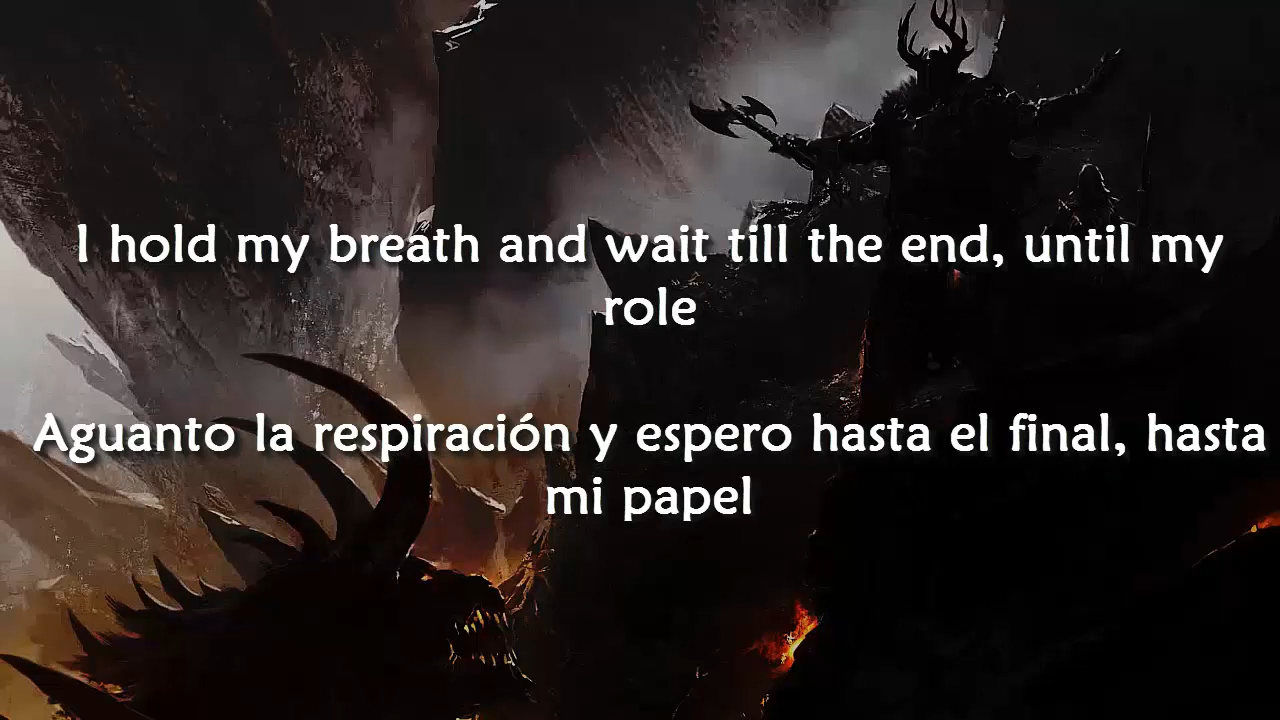 I hold my breath and wait till the end, until my
role
Aguanto la respiración y espero hasta el final, hasta
mi papel